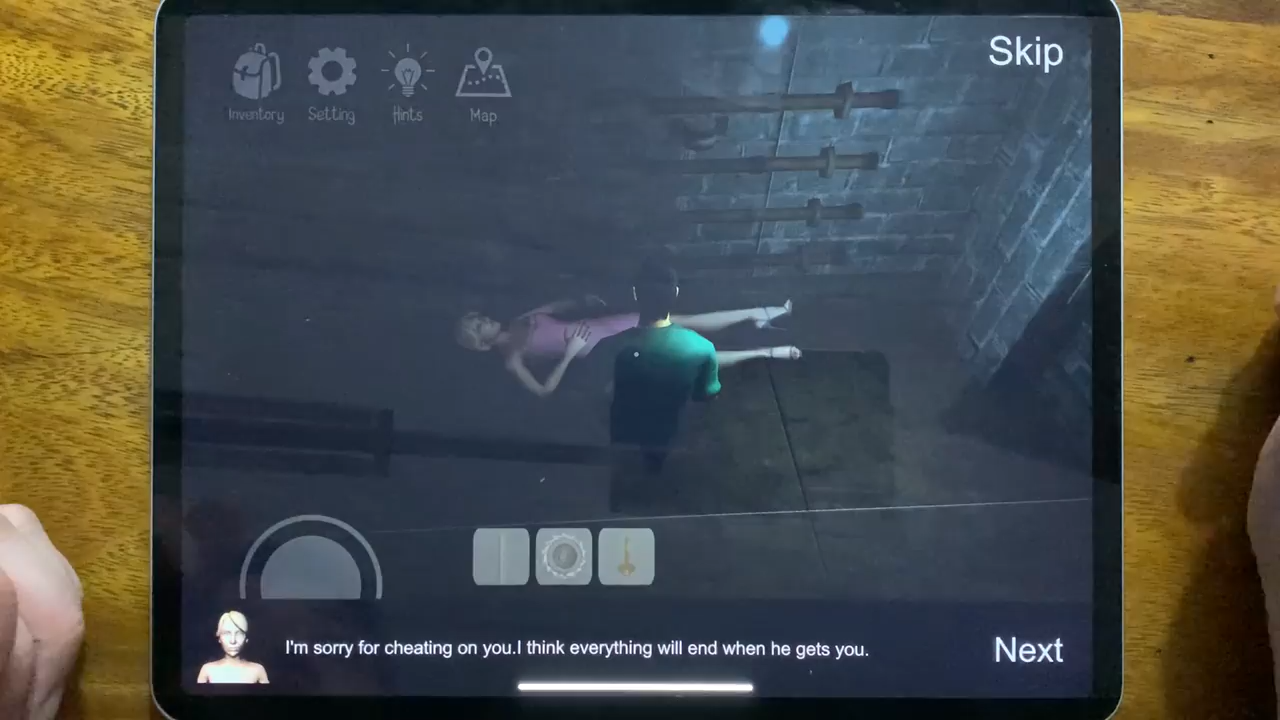 Skip
Inventory Setting Hints Map
I'm sorry for cheating on you.I think everything will end when he gets you.
Next